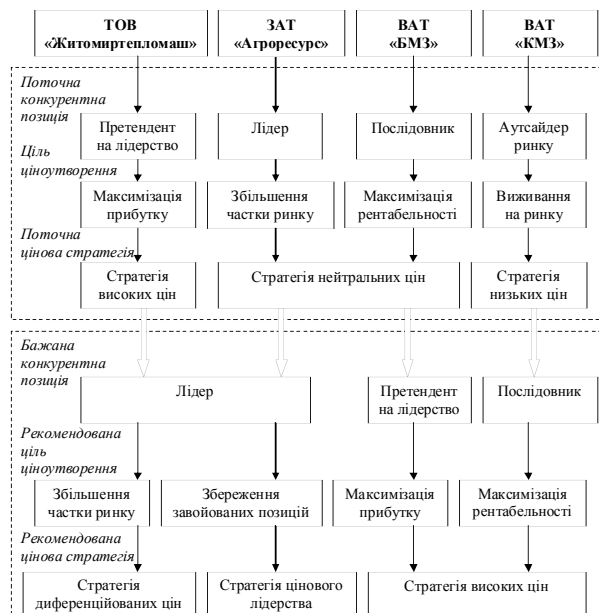 ТОВ
«Житомиртепломаш»
ЗАТ
«Агроресурс»
ВАТ
«БМЗ»
ВАТ
«КМЗ»
Поточна
конкурентна
позиція
Претендент
на лідерство
Лідер
Послідовник
Аутсайдер
ринку
Ціль
ціноутворення
Максимізація
прибутку
Збільшення
частки ринку
Максимізація
рентабельності
Виживання
на ринку
Поточна
цінова стратегія
Стратегія
високих цін
Стратегія нейтральних цін
Стратегія
низьких цін
Бажана
конкурентна
позиція
Лідер
Претендент
на лідерство
Послідовник
Рекомендована
ціль
ціноутворення
Збільшення
частки ринку
Збереження
завойованих позицій
Максимізація
прибутку
Максимізація
рентабельності
Рекомендована
цінова стратегія
Стратегія
диференційованих цін
Стратегія цінового
лідерства
Стратегія високих цін